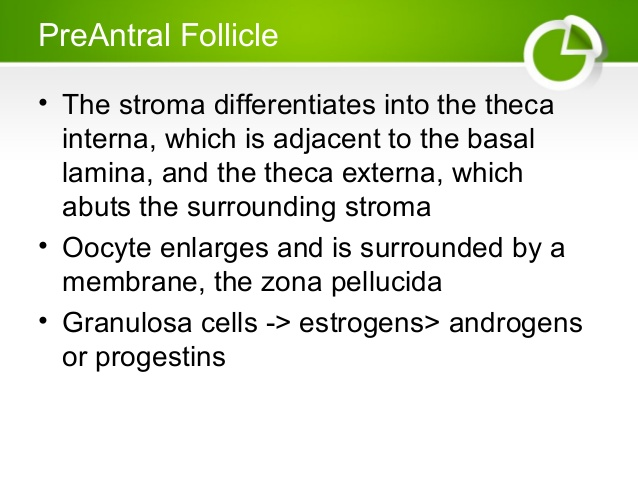 PreAntral Follicle
• The stroma differentiates into the theca
interna, which is adjacent to the basal
lamina, and the theca externa, which
abuts the surrounding stroma
• Oocyte enlarges and is surrounded by a
membrane, the zona pellucida
• Granulosa cells -> estrogens> androgens
or progestins